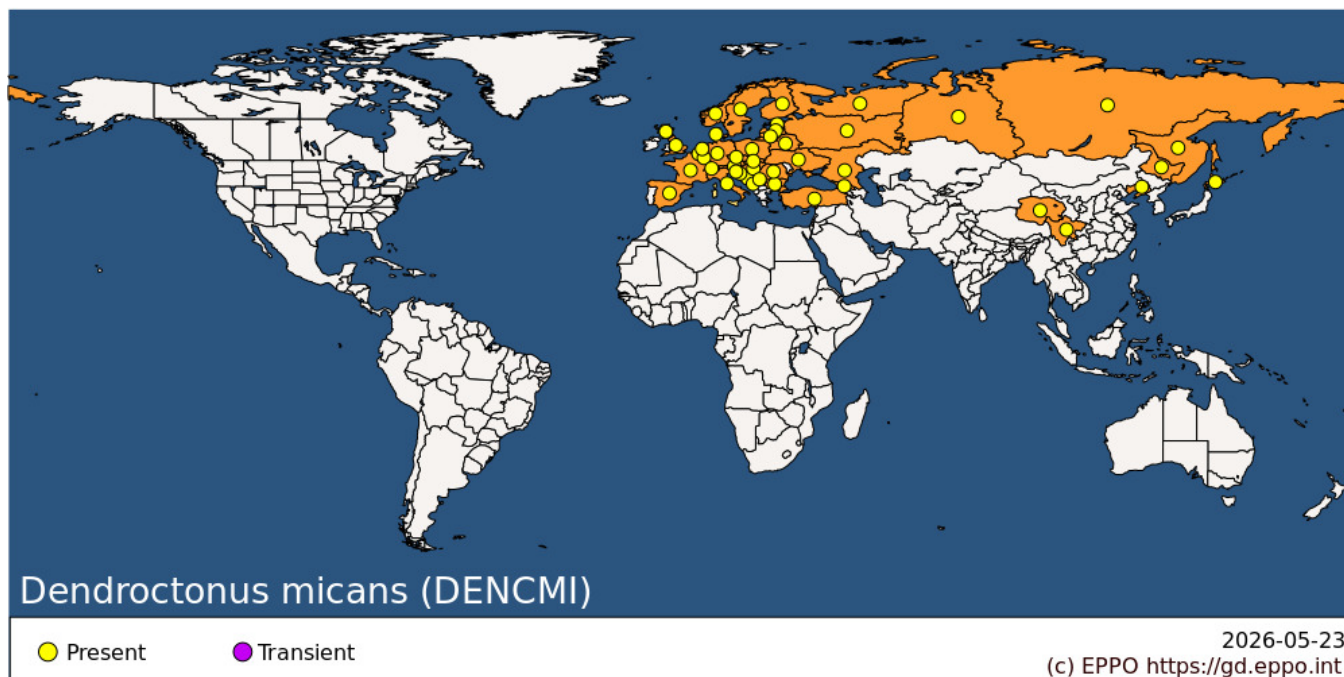 Dendroctonus micans (DENCMI)
Present
Transient
2026-05-23
(c) EPPO https://gd.eppo.int